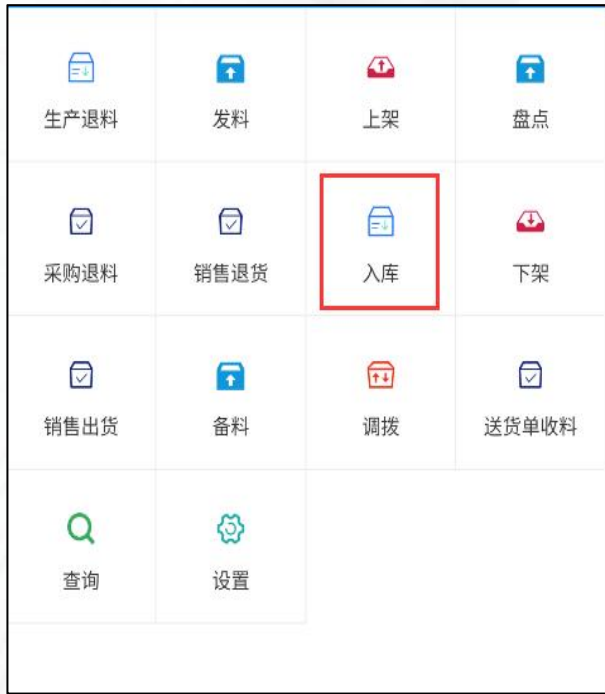 生产退料 发料 上架 盘点
采购退料 销售退货 入库 下架
销售出货 备料 调拨 送货单收料
查询 设置